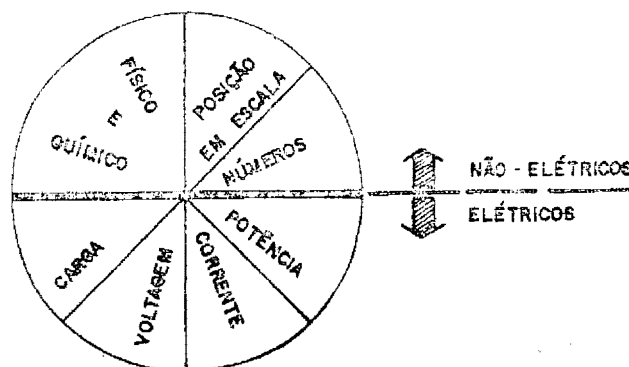 FÍSICO
E
QUÍMICO
POSIÇÃO
EM ESCALA
NÚMEROS
NÃO - ELÉTRICOS
ELÉTRICOS
CARGA
VOLTAGEM
CORRENTE
POTÊNCIA